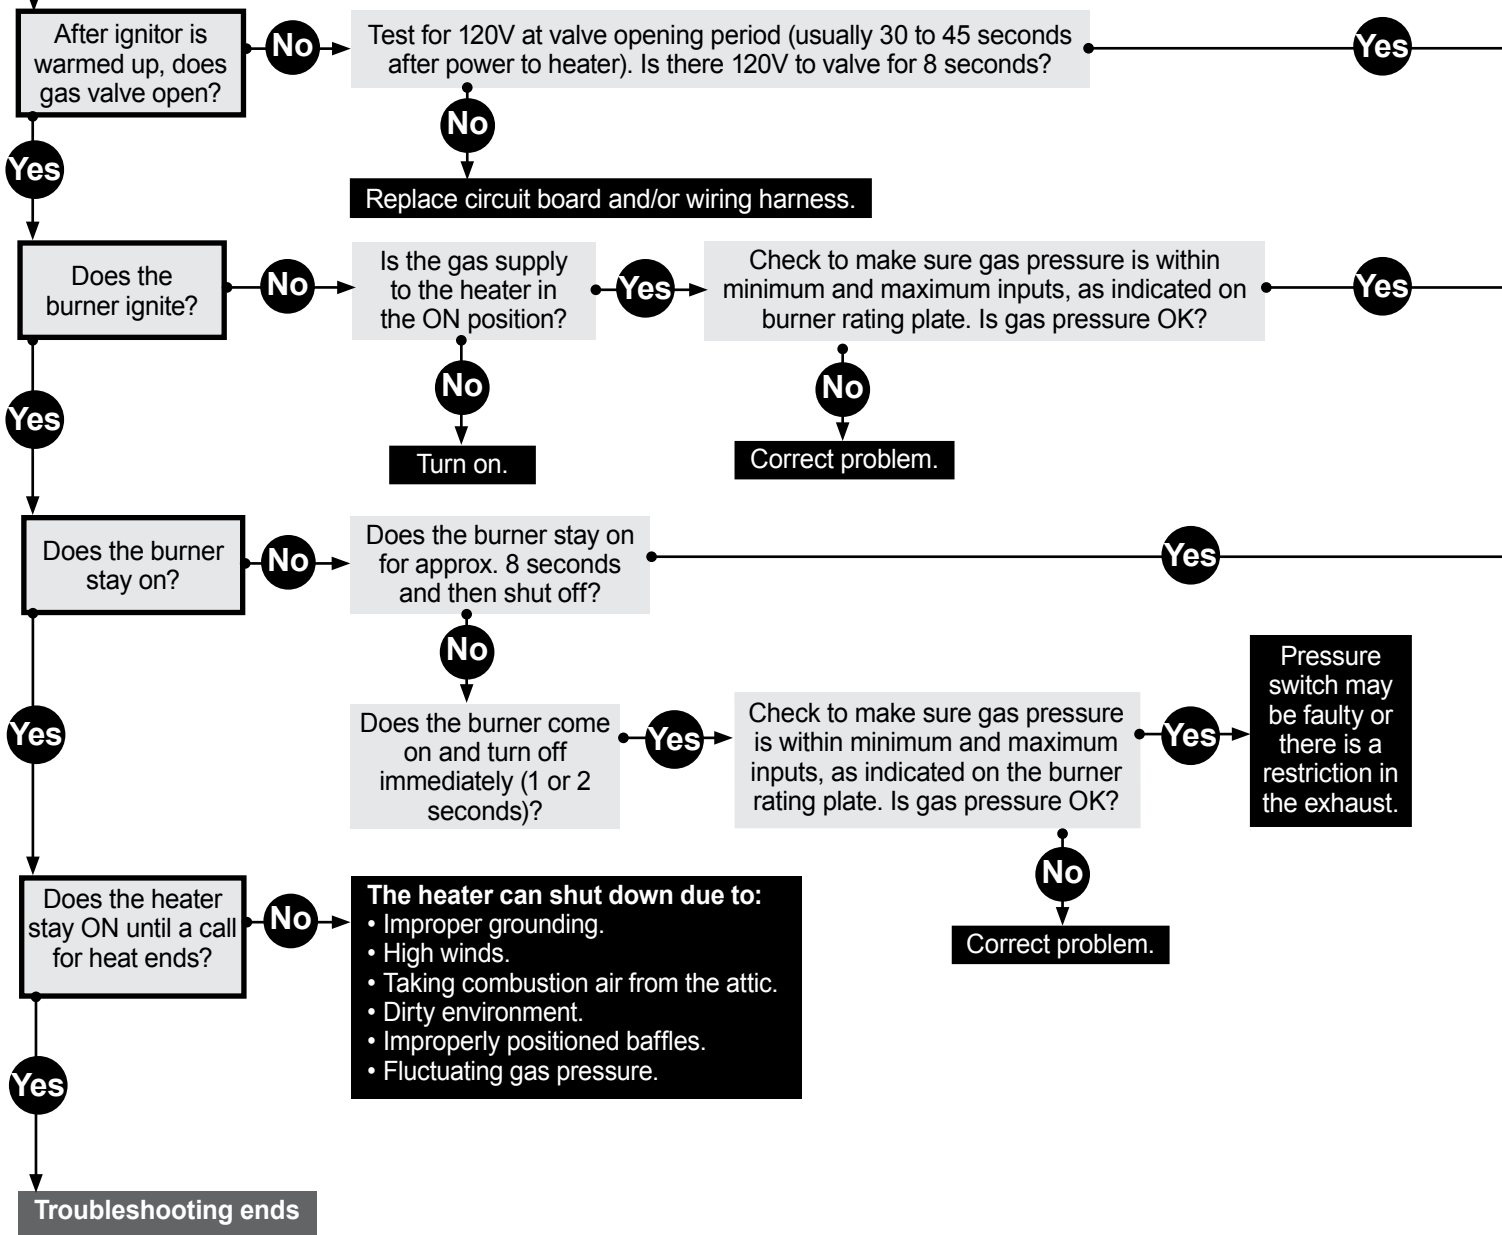 After ignitor is
warmed up, does
gas valve open?
No
Test for 120V at valve opening period (usually 30 to 45 seconds
after power to heater). Is there 120V to valve for 8 seconds?
Yes
No
Replace circuit board and/or wiring harness.
Yes
Does the
burner ignite?
No
Is the gas supply
to the heater in
the ON position?
Yes
Check to make sure gas pressure is within
minimum and maximum inputs, as indicated on
burner rating plate. Is gas pressure OK?
Yes
No
Turn on.
No
Correct problem.
Yes
Does the burner
stay on?
No
Does the burner stay on
for approx. 8 seconds
and then shut off?
Yes
No
Does the burner come
on and turn off
immediately (1 or 2
seconds)?
Yes
Check to make sure gas pressure
is within minimum and maximum
inputs, as indicated on the burner
rating plate. Is gas pressure OK?
Yes
Pressure
switch may
be faulty or
there is a
restriction in
the exhaust.
No
Correct problem.
Yes
Does the heater
stay ON until a call
for heat ends?
No
The heater can shut down due to:
• Improper grounding.
• High winds.
• Taking combustion air from the attic.
• Dirty environment.
• Improperly positioned baffles.
• Fluctuating gas pressure.
Yes
Troubleshooting ends